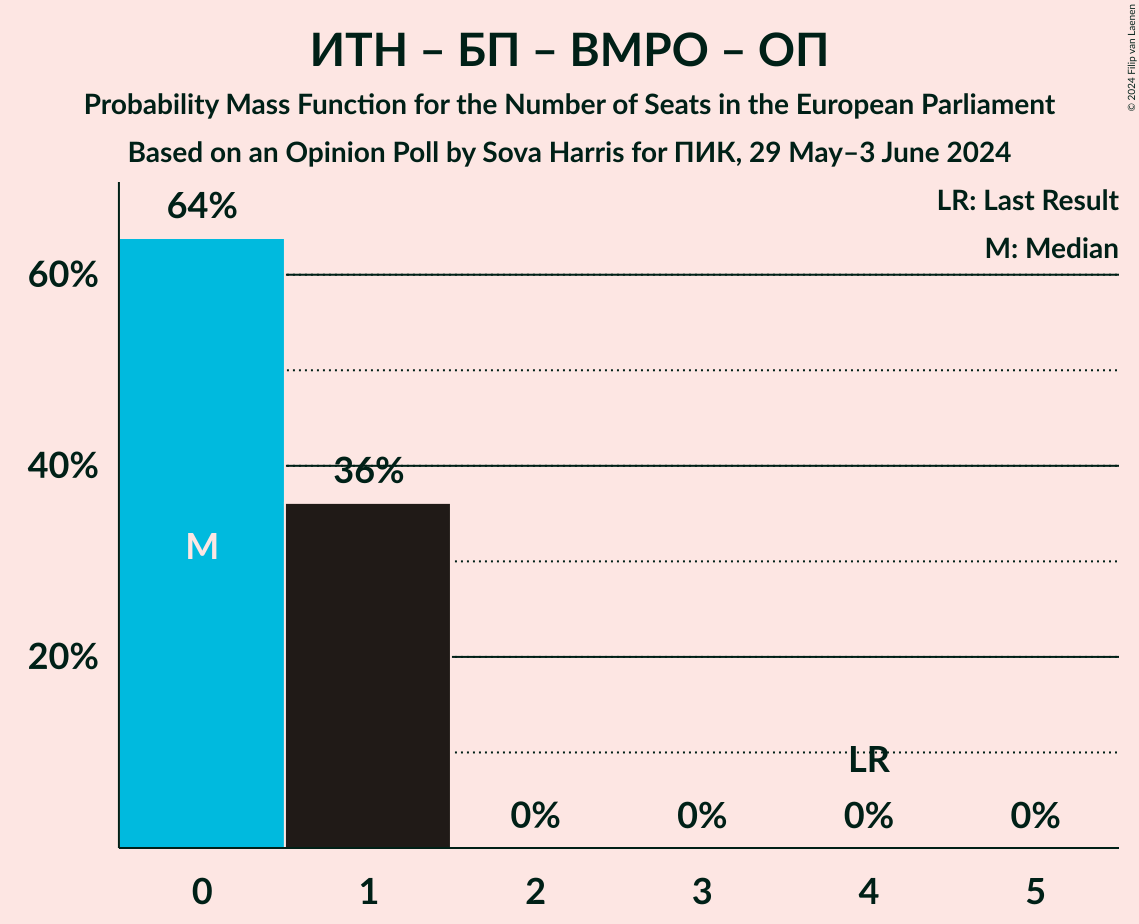 ИТН – БП – ВМРО – ОП
Probability Mass Function for the Number of Seats in the European Parliament
Based on an Opinion Poll by Sova Harris for ПИК, 29 May–3 June 2024
© 2024 Filip van Laenen
LR: Last Result
M: Median
64%
60%
40%
36%
M
20%
LR
0%
0%
0%
0%
0
1
2
3
4
5